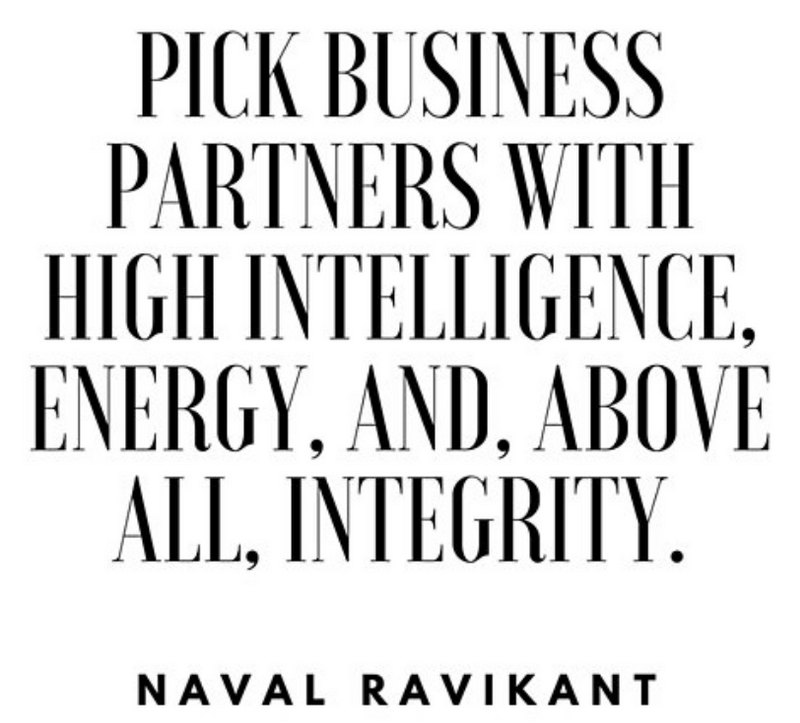 PICK BUSINESS
PARTNERS WITH
HIGH INTELLIGENCE,
ENERGY, AND, ABOVE
ALL, INTEGRITY.
NAVAL RAVIKANT